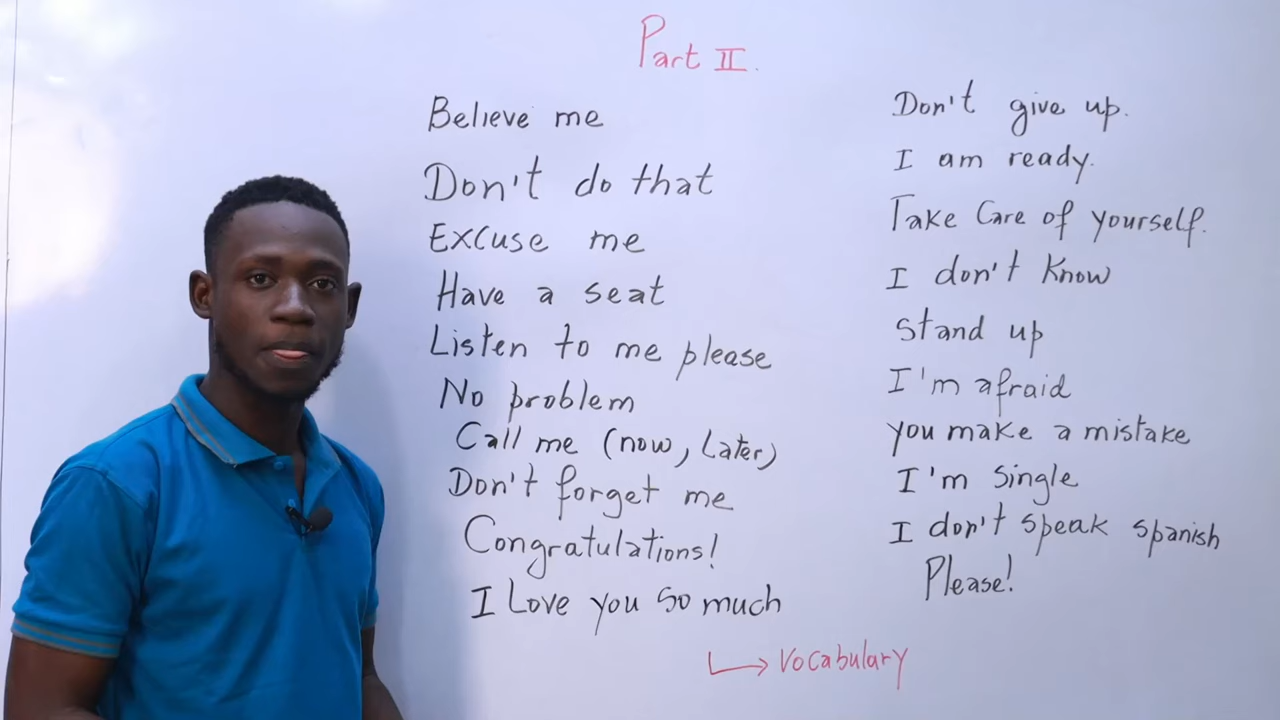 Part II.
Believe me
Don't do that
Excuse me
Have a seat
Listen to me please
No problem
Call me (now, Later)
Don't forget me
Congratulations!
I Love you so much
Don't give up.
I am ready.
Take Care of yourself.
I don't Know
Stand up
I'm afraid
you make a mistake
I'm single
I don't speak spanish
Please!
Vocabulary